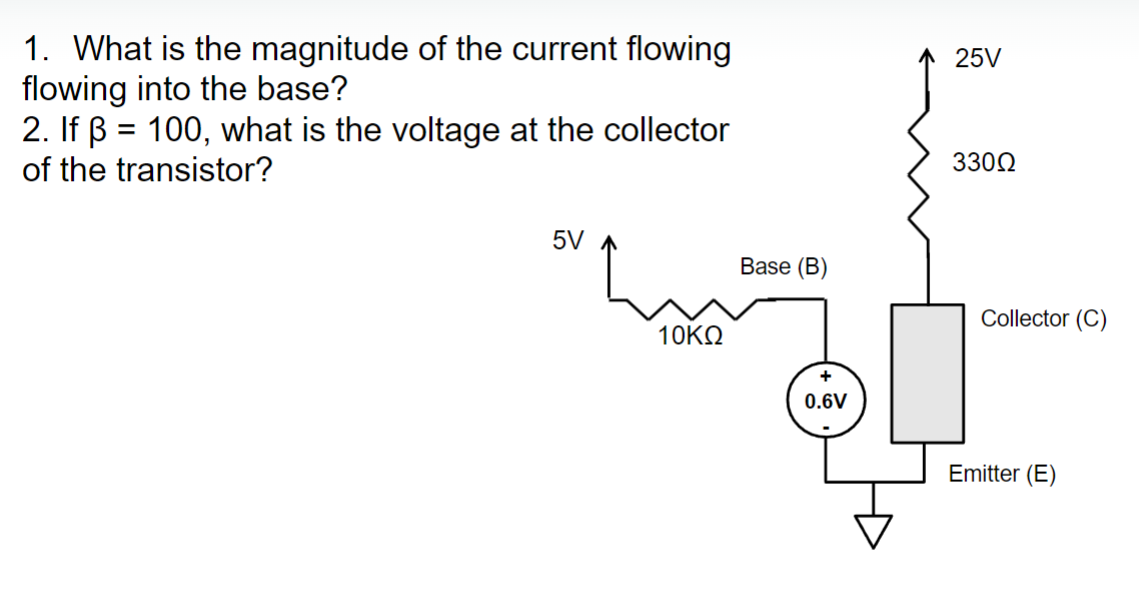 1. What is the magnitude of the current flowing
flowing into the base?
2. If β = 100, what is the voltage at the collector
of the transistor?
25V
330Ω
5V
Base (B)
10KΩ
Collector (C)
+
0.6V
-
Emitter (E)